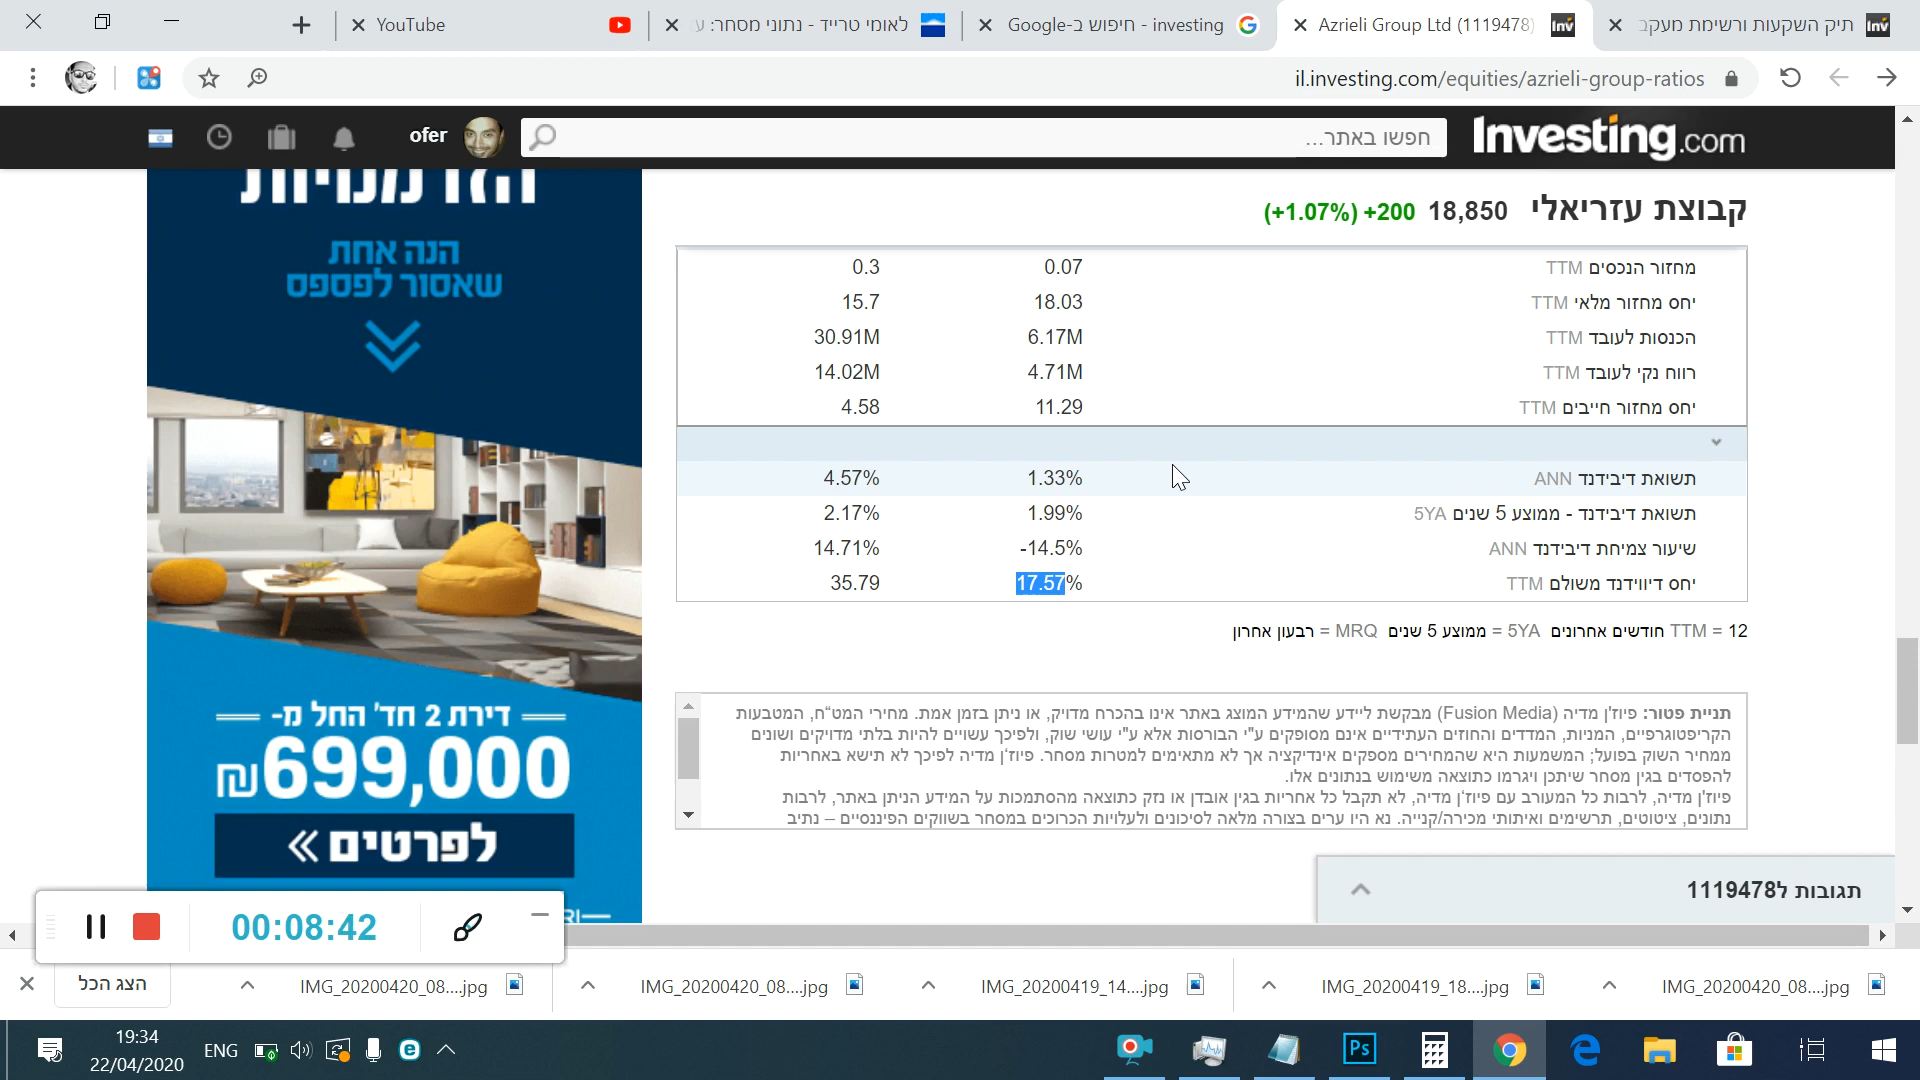 YouTube
לאומי טרייד - נתוני מסחר:
investing - חיפוש ב-Google
Azrieli Group Ltd (1119478)
תיק השקעות ורשימת מעקב
il.investing.com/equities/azrieli-group-ratios
ofer
חפשו באתר...
Investing.com
הנה אחת
שאסור לפספס
דירת 2 חד' החל מ-
699,000₪
לפרטים »
קבוצת עזריאלי 18,850 +200 (+1.07%)
מחזור הנכסים TTM 0.07 0.3
יחס מחזור מלאי TTM 18.03 15.7
הכנסות לעובד TTM 6.17M 30.91M
רווח נקי לעובד TTM 4.71M 14.02M
יחס מחזור חייבים TTM 11.29 4.58
תשואת דיבידנד ANN 1.33% 4.57%
תשואת דיבידנד - ממוצע 5 שנים 5YA 1.99% 2.17%
שיעור צמיחת דיבידנד ANN -14.5% 14.71%
יחס דיווידנד משולם TTM 17.57% 35.79
TTM = 12 חודשים אחרונים 5YA = ממוצע 5 שנים MRQ = רבעון אחרון
תניית פטור: פיוז'ן מדיה (Fusion Media) מבקשת ליידע שהמידע המוצג באתר אינו בהכרח מדויק, או ניתן בזמן אמת. מחירי המט"ח, המטבעות
הקריפטוגרפיים, המניות, המדדים והחוזים העתידיים אינם מסופקים ע"י הבורסות אלא ע"י עושי שוק, ולפיכך עשויים להיות בלתי מדויקים ושונים
ממחיר השוק בפועל; המשמעות היא שהמחירים מספקים אינדיקציה אך לא מתאימים למטרות מסחר. פיוז'ן מדיה לפיכך לא תישא באחריות
להפסדים בגין מסחר שיתכן ויגרמו כתוצאה משימוש בנתונים אלו.
פיוז'ן מדיה, לרבות כל המעורב עם פיוז'ן מדיה, לא תקבל כל אחריות בגין אובדן או נזק כתוצאה מהסתמכות על המידע הניתן באתר, לרבות
נתונים, ציטוטים, תרשימים ואיתותי מכירה/קנייה. נא היו ערים בצורה מלאה לסיכונים ולעלויות הכרוכים במסחר בשווקים הפיננסיים – נתיב
תגובות ל1119478
00:08:42
הצג הכל
IMG_20200420_08....jpg
IMG_20200420_08....jpg
IMG_20200419_14....jpg
IMG_20200419_18....jpg
IMG_20200420_08....jpg
19:34
22/04/2020
ENG
Ps